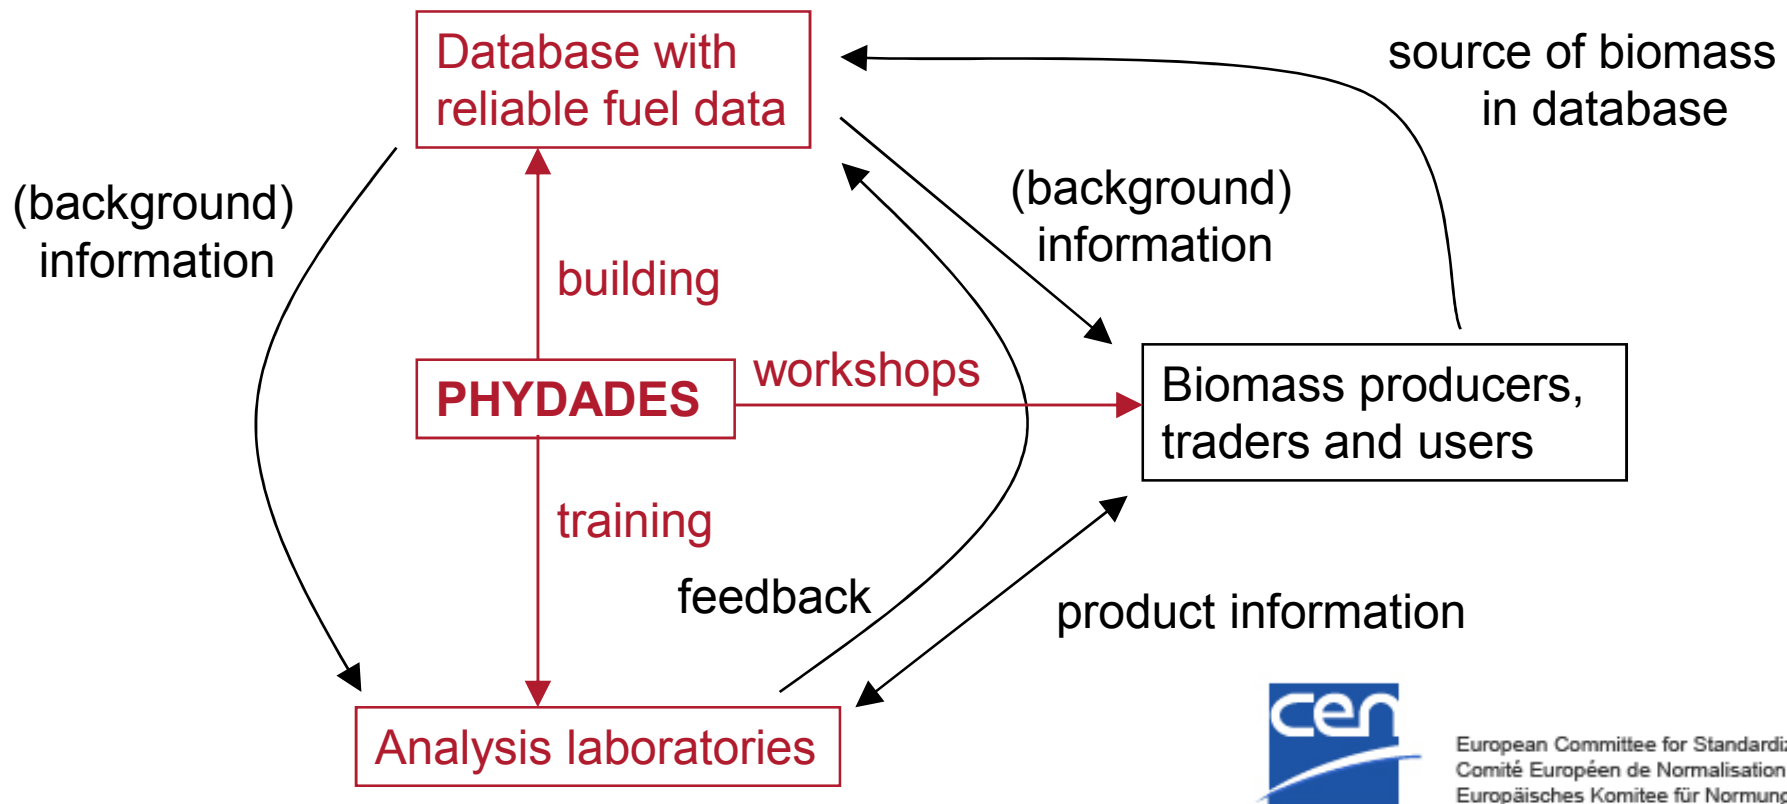 Database with
reliable fuel data
source of biomass
in database
(background)
information
(background)
information
building
PHYDADES
workshops
Biomass producers,
traders and users
training
feedback
product information
Analysis laboratories
cen
European Committee for
Comité Européen de Normalisation
Europäisches Komitee für Normung